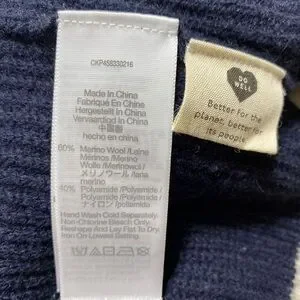 CKP458330216
Made In China
Fabriqué En China
Hergestellt In China
Vervaardigd In China
中国製
hecho en china
60% Merino Wool/Laine
Mérinos/Merino
Wolle/Merinowol/
メリノウール/lana
merino
40% Polyamide/Polyamide/
Polyamid/Polyamide/
ナイロン/poliamida
Hand Wash Cold Separately
Non-Chlorine Bleach Only
Reshape And Lay Flat To Dry
Iron On Lowest Setting
DO
WELL
Better for the
planet, better for
its people.